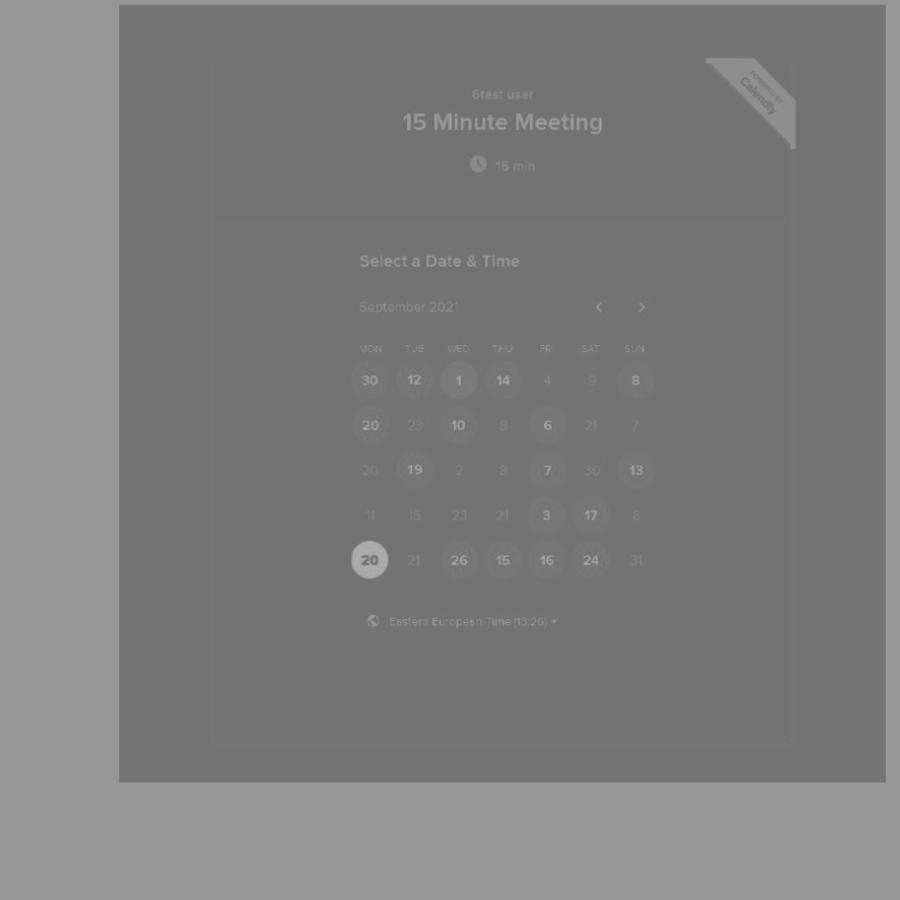 POWERED BY
Calendly
6test user
15 Minute Meeting
15 min
Select a Date & Time
September 2021
MON TUE WED THU FRI SAT SUN
30 12 1 14 4 9 8
20 23 10 8 6 21 7
20 19 2 8 7 30 13
11 15 23 21 3 17 8
20 21 26 15 16 24 31
Eastern European Time (13:26)